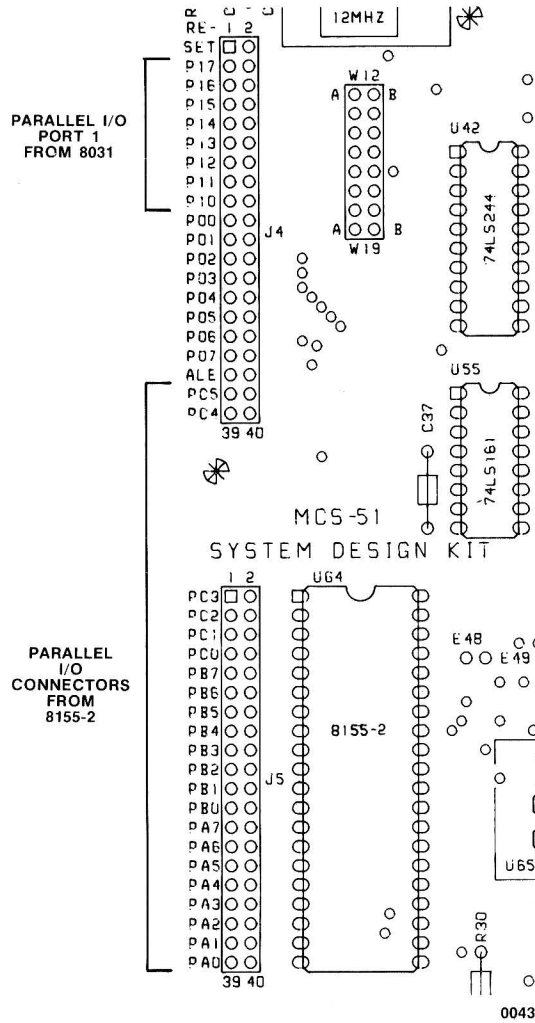 12MHZ
RE- 1 2
SET
P17
P16
P15
P14
P13
P12
P11
P10
P00
P01
P02
P03
P04
P05
P06
P07
ALE
PC5
PC4
39 40
J4
PARALLEL I/O
PORT 1
FROM 8031
W12
A B
A B
W19
U42
74LS244
U55
74LS161
C37
MCS-51
SYSTEM DESIGN KIT
1 2
PC3
PC2
PC1
PC0
PB7
PB6
PB5
PB4
PB3
PB2
PB1
PB0
PA7
PA6
PA5
PA4
PA3
PA2
PA1
PA0
39 40
J5
PARALLEL
I/O
CONNECTORS
FROM
8155-2
U64
8155-2
E48
E49
U65
R30
0043